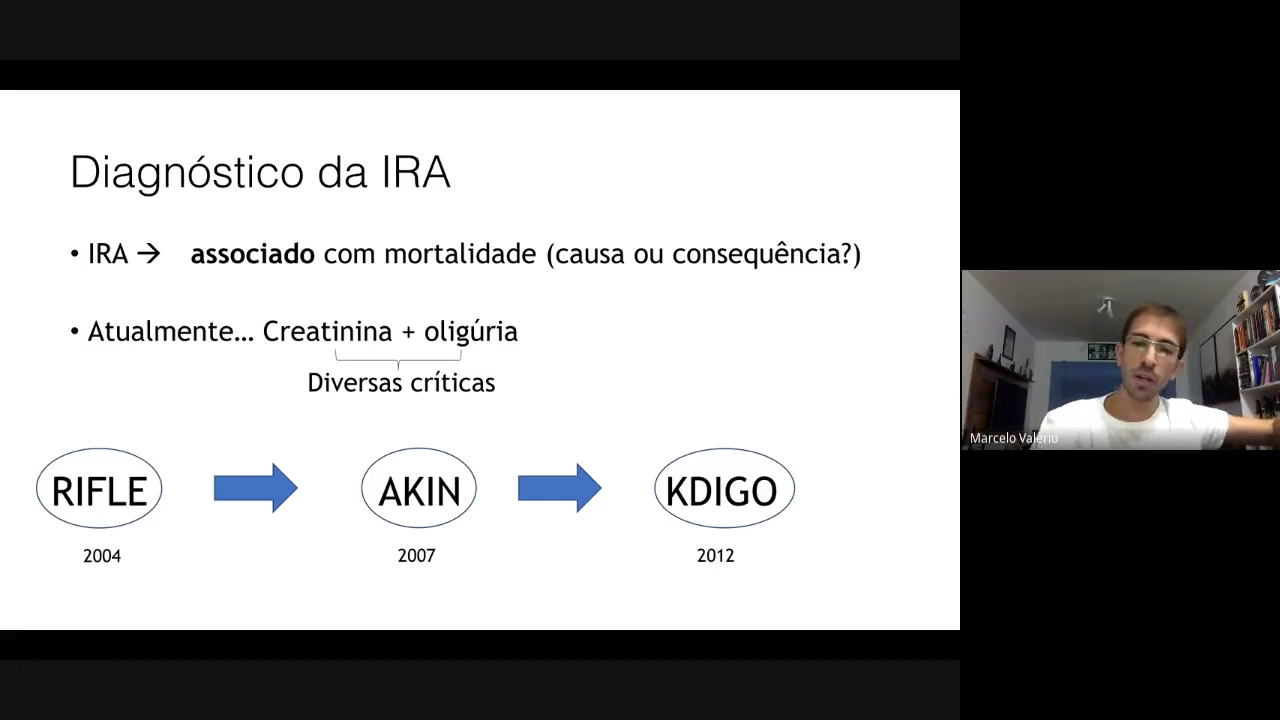 Diagnóstico da IRA
• IRA → associado com mortalidade (causa ou consequência?)
• Atualmente... Creatinina + oligúria
Diversas críticas
RIFLE AKIN KDIGO
2004 2007 2012
Marcelo Valério